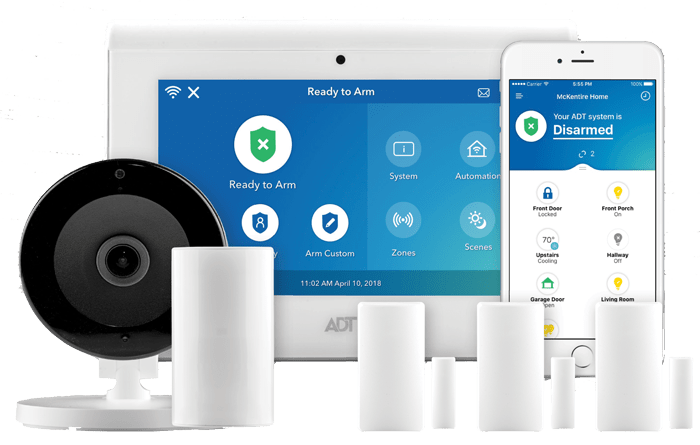 Ready to Arm
Ready to Arm
Arm Custom
System
Automation
Zones
Scenes
11:02 AM April 10, 2018
ADT
Carrier
5:55 PM
100%
McKentire Home
Your ADT system is
Disarmed
2
Front Door
Locked
Front Porch
On
70°
Upstairs
Cooling
Hallway
Off
Garage Door
Open
Living Room